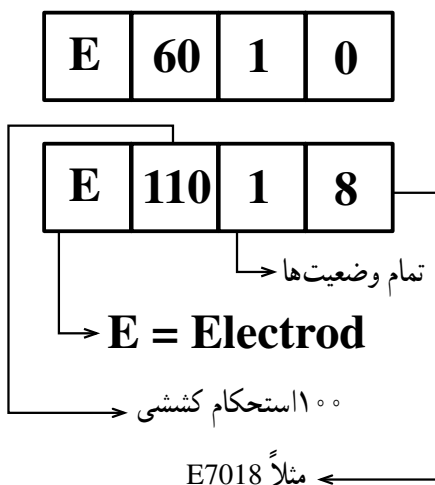 E 60 1 0
E 110 1 8
تمام وضعیت‌ها
E = Electrod
۱۰۰استحکام کششی
مثلاً E7018